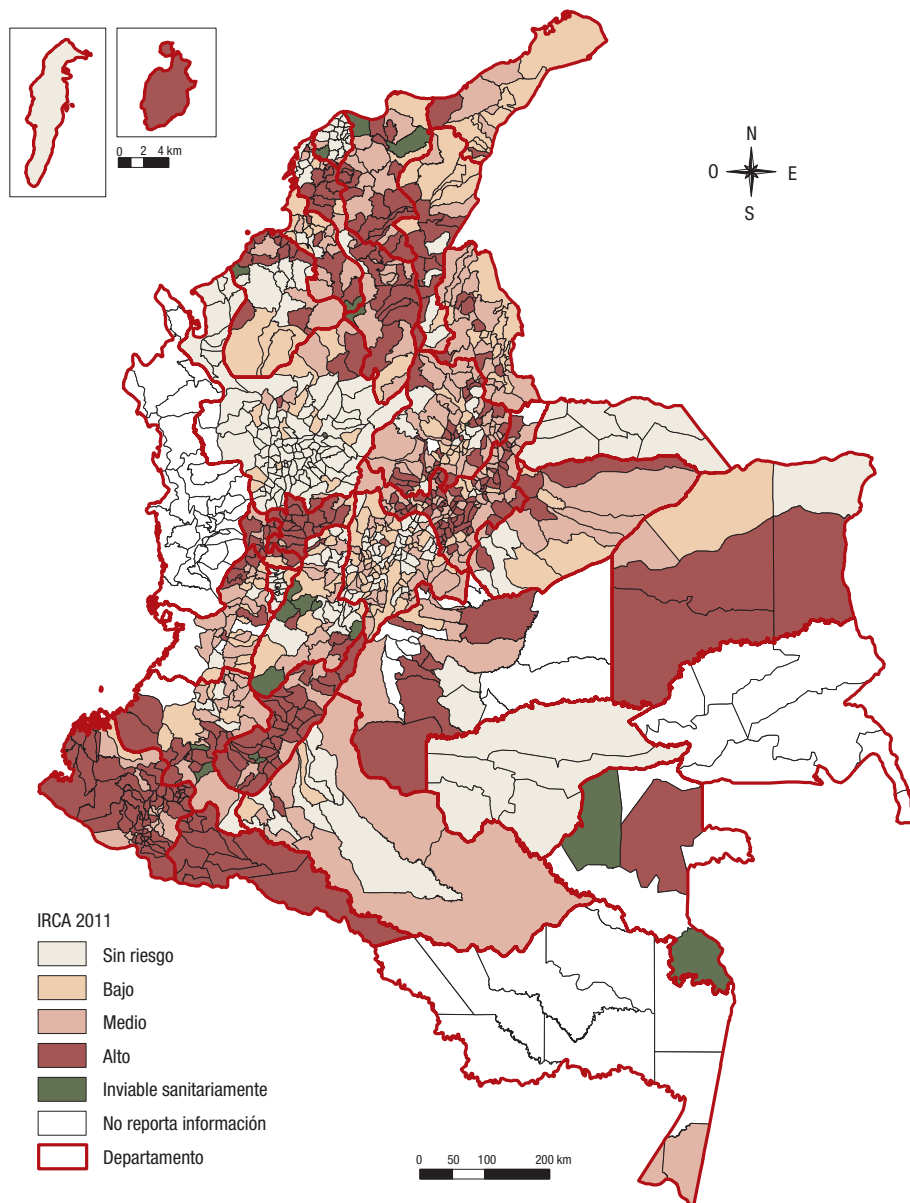 0 2 4 km
N
O E
S
IRCA 2011
Sin riesgo
Bajo
Medio
Alto
Inviable sanitariamente
No reporta información
Departamento
0 50 100 200 km